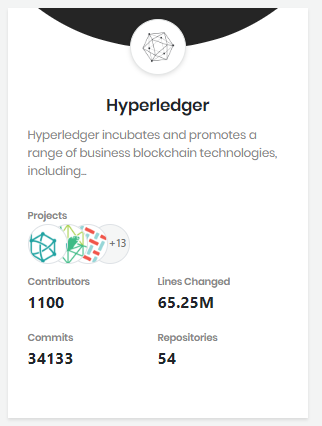 Hyperledger
Hyperledger incubates and promotes a
range of business blockchain technologies,
including...
Projects
+13
Contributors Lines Changed
1100 65.25M
Commits Repositories
34133 54